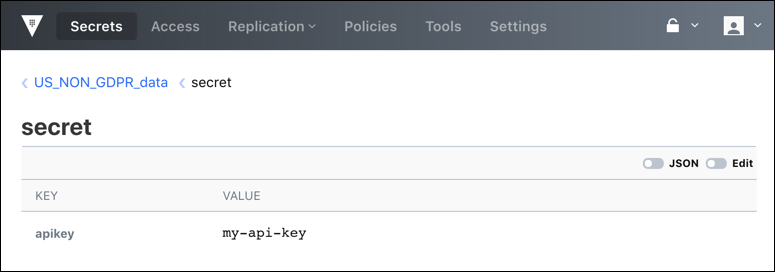 Secrets Access Replication Policies Tools Settings
US_NON_GDPR_data secret
secret
JSON Edit
KEY VALUE
apikey my-api-key